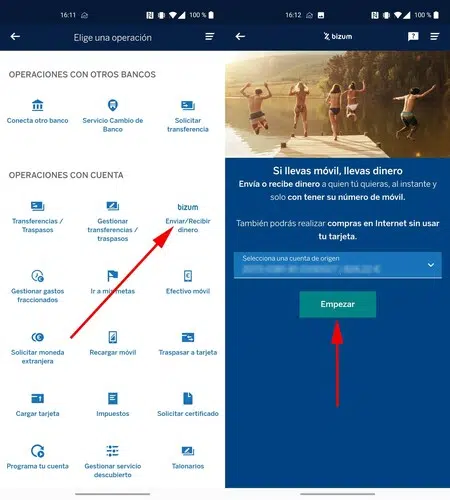 16:11
100 %
Elige una operación
OPERACIONES CON OTROS BANCOS
Conecta otro banco
Servicio Cambio de
Banco
Solicitar
transferencia
OPERACIONES CON CUENTA
Transferencias /
Traspasos
Gestionar
transferencias /
traspasos
bizum
Enviar/Recibir
dinero
Gestionar gastos
fraccionados
Ir a mis metas
Efectivo móvil
Solicitar moneda
extranjera
Recargar móvil
Traspasar a tarjeta
Cargar tarjeta
Impuestos
Solicitar certificado
Programa tu cuenta
Gestionar servicio
descubierto
Talenarios
16:12
100 %
bizum
Si llevas móvil, llevas dinero
Envía o recibe dinero a quien tú quieras, al instante y
solo con tener su número de móvil.
También podrás realizar compras en Internet sin usar
tu tarjeta.
Selecciona una cuenta de origen
Empezar